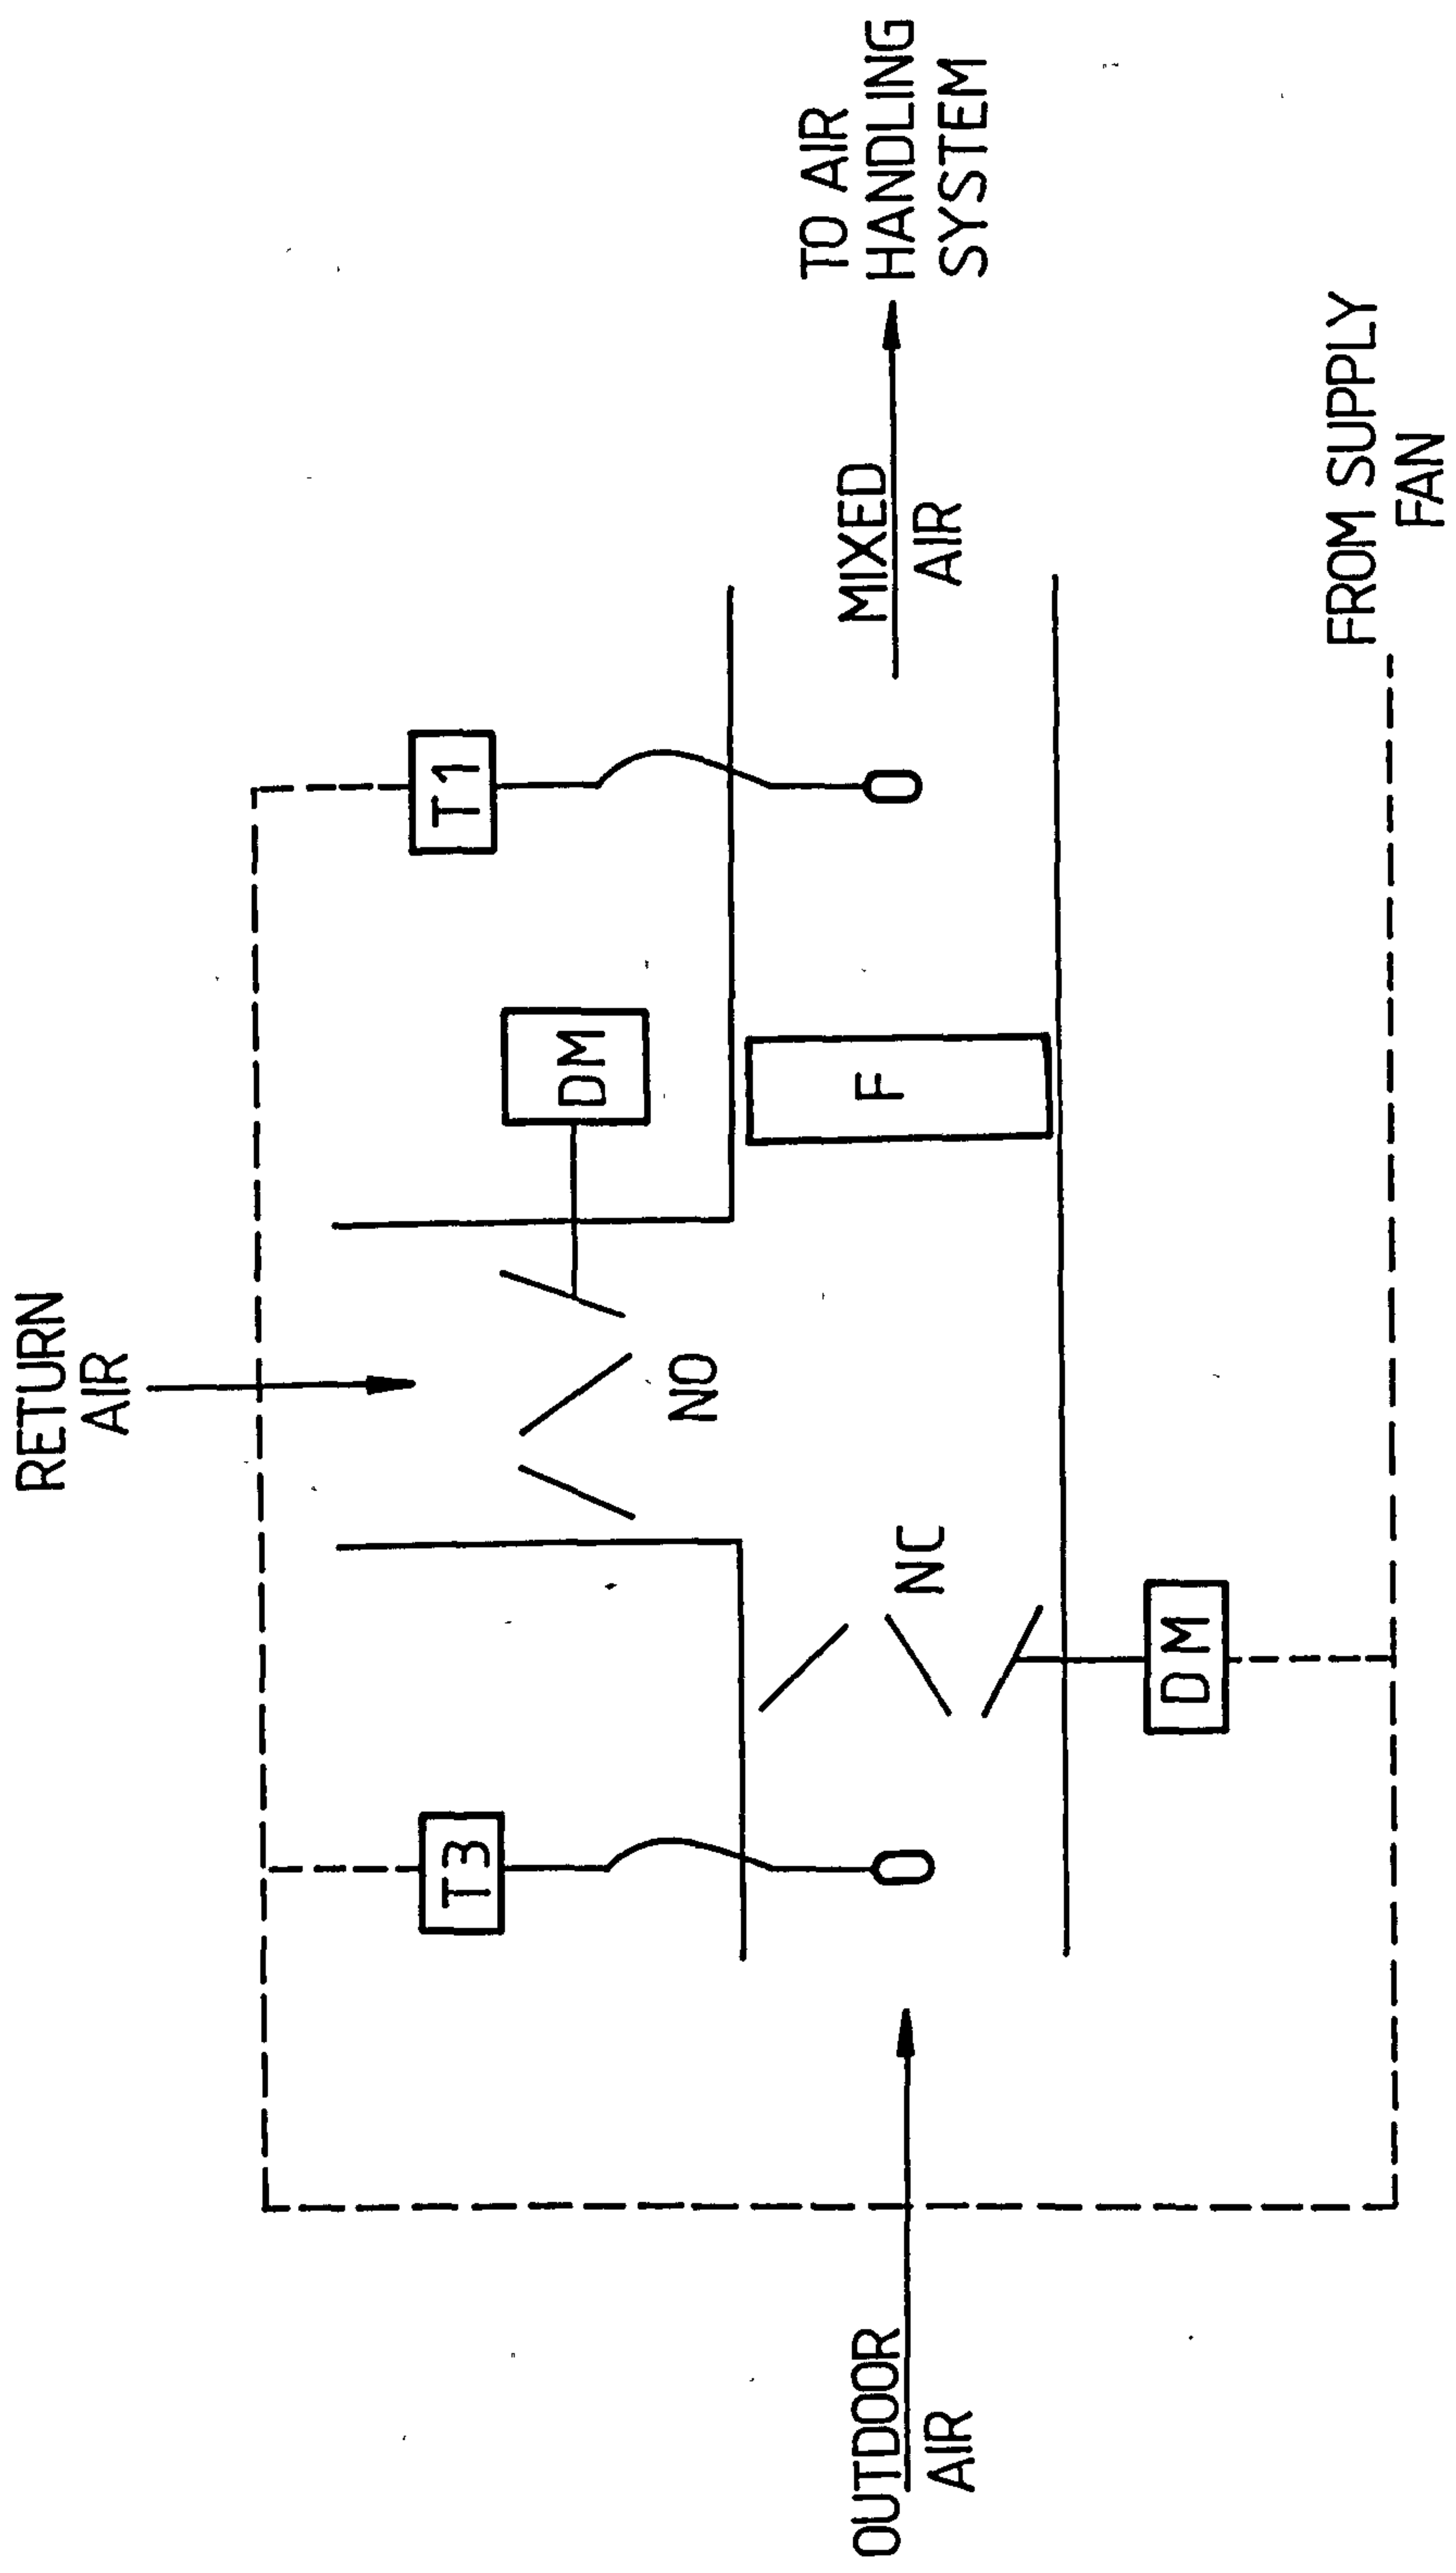 RETURN
AIR
T3
T1
DM
NO
F
NC
OUTDOOR
AIR
MIXED
AIR
TO AIR
HANDLING
SYSTEM
DM
FROM SUPPLY
FAN